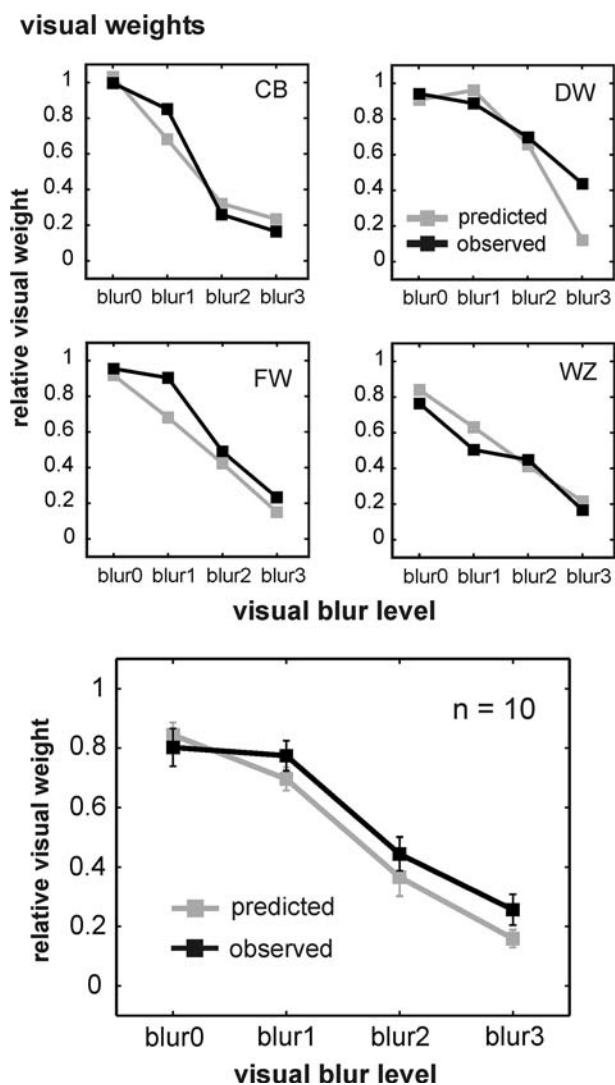 visual weights
relative visual weight
1
0.8
0.6
0.4
0.2
0
CB
blur0 blur1 blur2 blur3
1
0.8
0.6
0.4
0.2
0
DW
predicted
observed
blur0 blur1 blur2 blur3
1
0.8
0.6
0.4
0.2
0
FW
blur0 blur1 blur2 blur3
1
0.8
0.6
0.4
0.2
0
WZ
blur0 blur1 blur2 blur3
visual blur level
relative visual weight
1
0.8
0.6
0.4
0.2
0
n = 10
predicted
observed
blur0 blur1 blur2 blur3
visual blur level